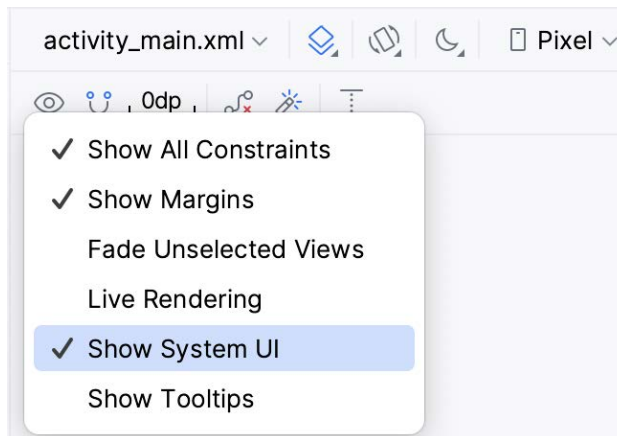 activity_main.xml Pixel
0dp
Show All Constraints
Show Margins
Fade Unselected Views
Live Rendering
Show System UI
Show Tooltips